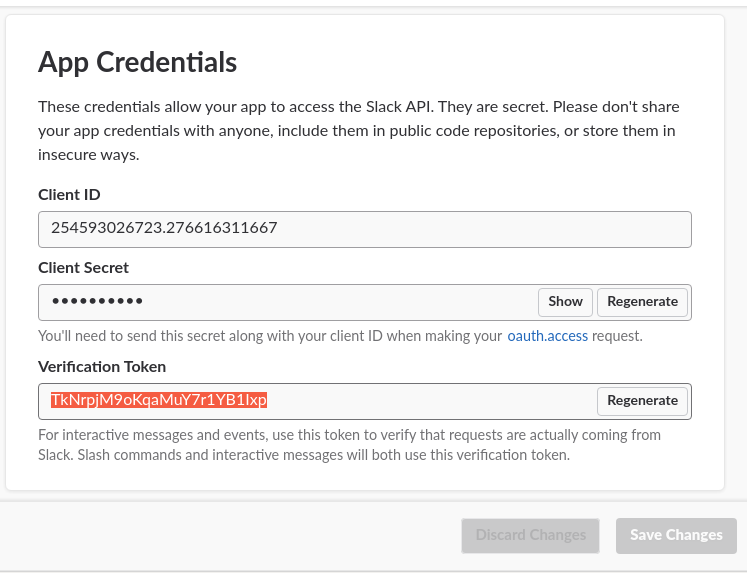 App Credentials
These credentials allow your app to access the Slack API. They are secret. Please don't share
your app credentials with anyone, include them in public code repositories, or store them in
insecure ways.
Client ID
254593026723.276616311667
Client Secret
••••••••••
Show
Regenerate
You'll need to send this secret along with your client ID when making your oauth.access request.
Verification Token
TkNrpjM9oKqaMuY7r1YB1Ixp
Regenerate
For interactive messages and events, use this token to verify that requests are actually coming from
Slack. Slash commands and interactive messages will both use this verification token.
Discard Changes
Save Changes